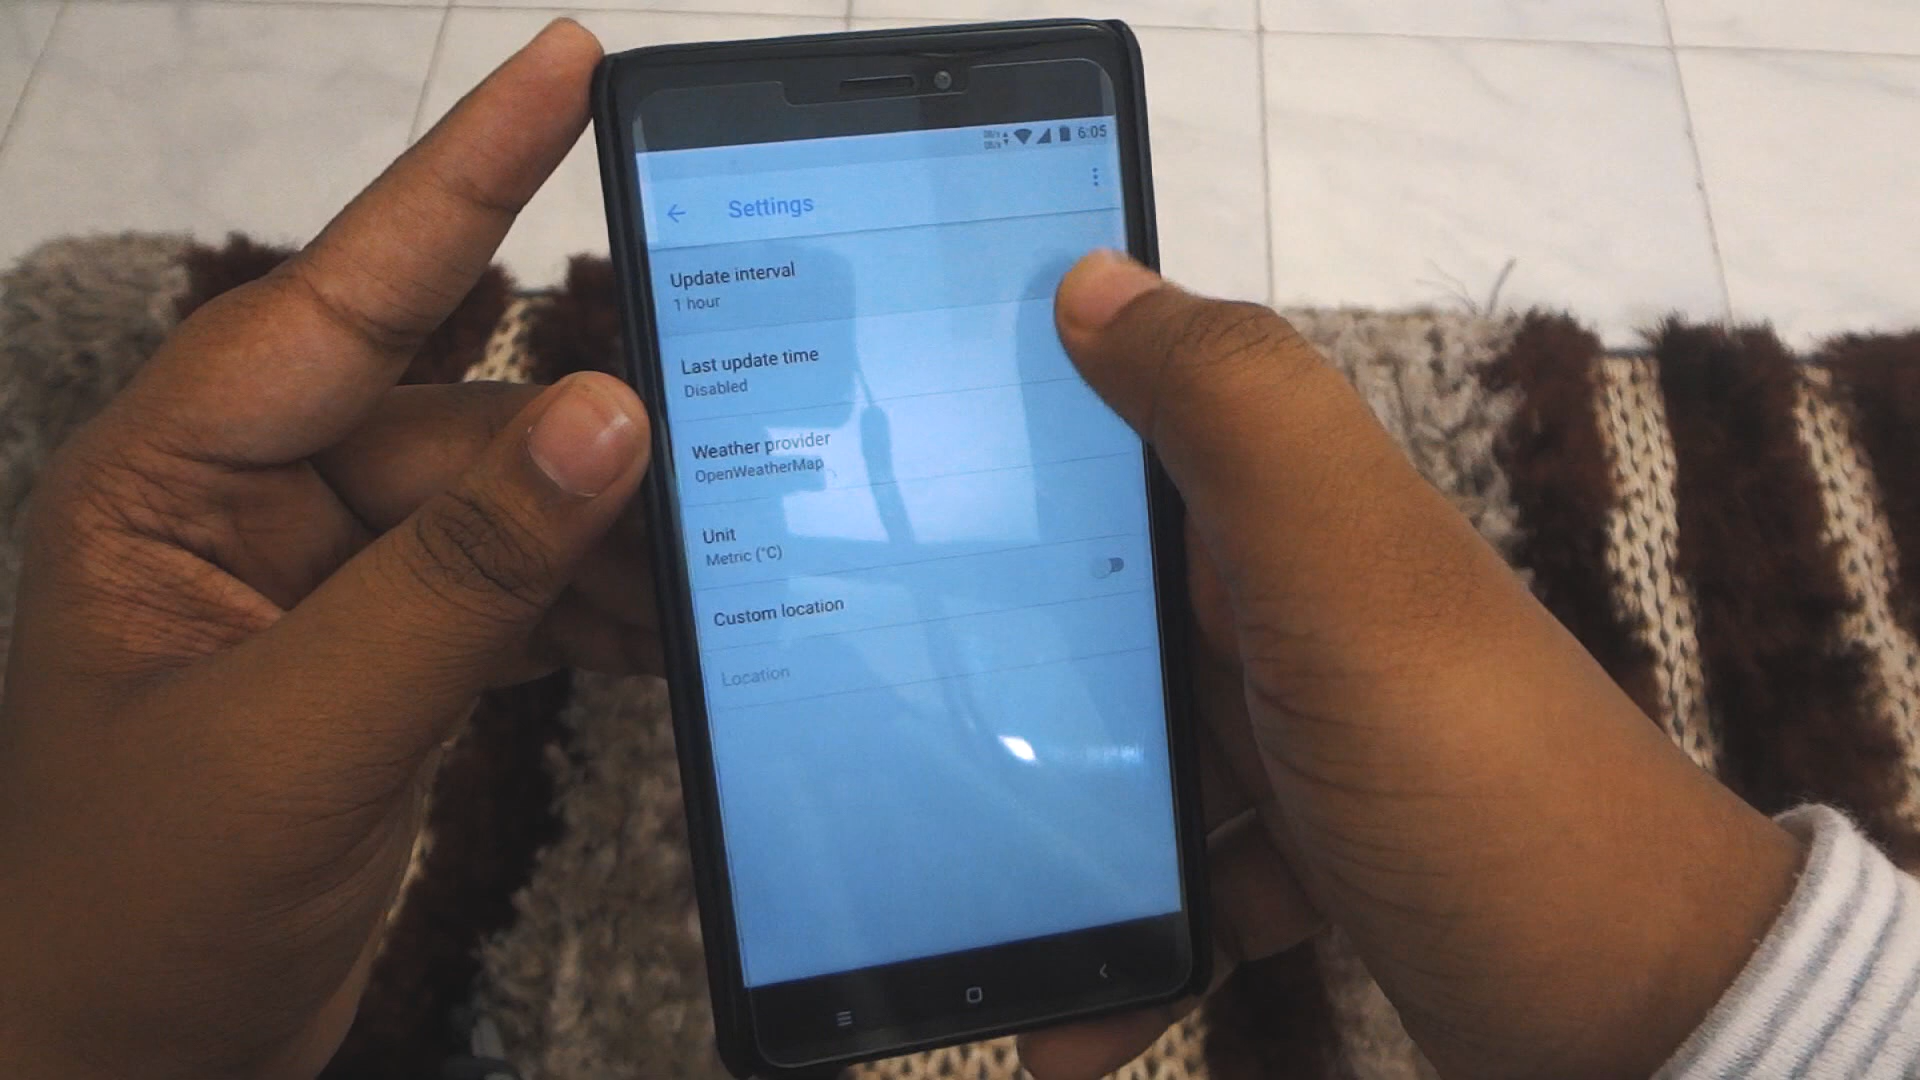 6:05
Settings
Update interval
1 hour
Last update time
Disabled
Weather provider
OpenWeatherMap
Unit
Metric (°C)
Custom location
Location